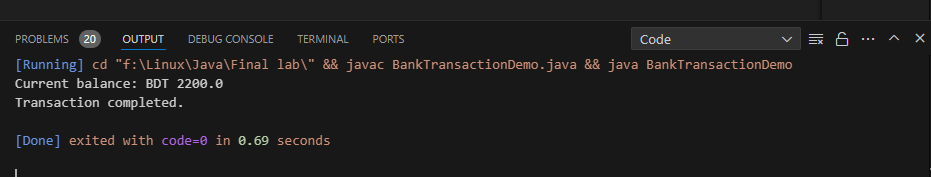 PROBLEMS 20 OUTPUT DEBUG CONSOLE TERMINAL PORTS Code
[Running] cd "f:\Linux\Java\Final lab\" && javac BankTransactionDemo.java && java BankTransactionDemo
Current balance: BDT 2200.0
Transaction completed.
[Done] exited with code=0 in 0.69 seconds